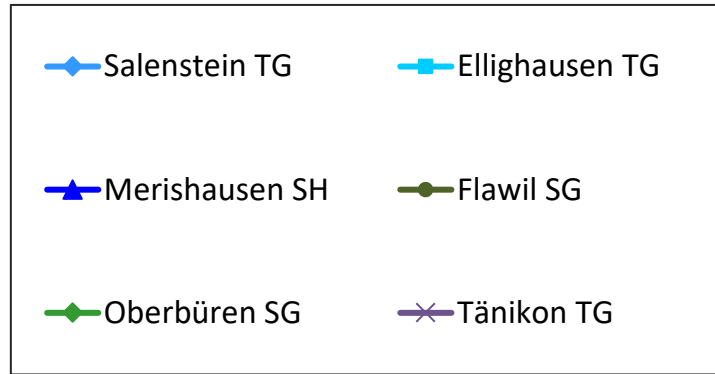 Salenstein TG Ellighausen TG
Merishausen SH Flawil SG
Oberbüren SG Tänikon TG